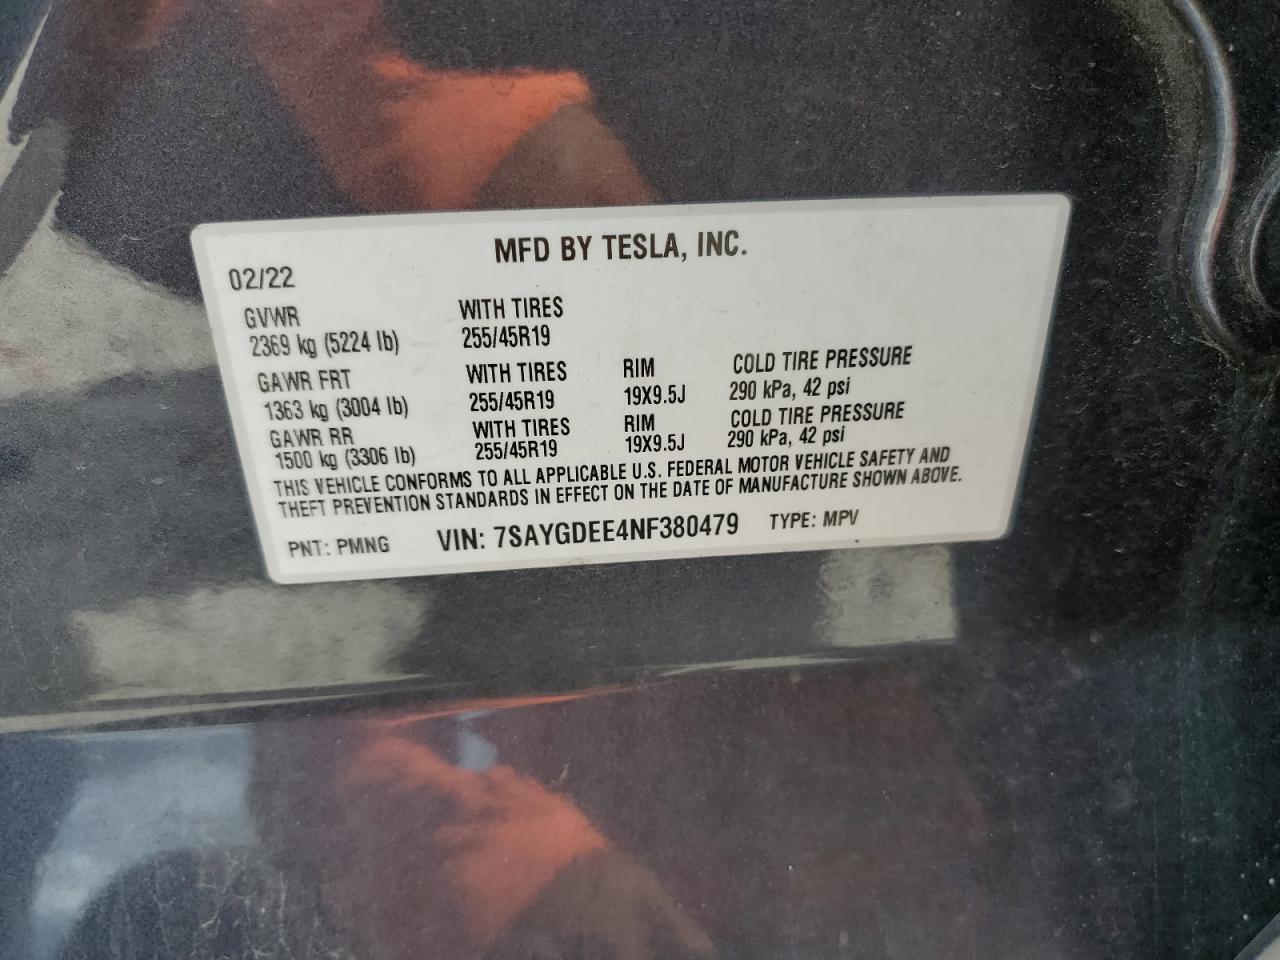 MFD BY TESLA, INC.
02/22
GVWR WITH TIRES
2369 kg (5224 lb) 255/45R19
GAWR FRT WITH TIRES RIM COLD TIRE PRESSURE
1363 kg (3004 lb) 255/45R19 19X9.5J 290 kPa, 42 psi
GAWR RR WITH TIRES RIM COLD TIRE PRESSURE
1500 kg (3306 lb) 255/45R19 19X9.5J 290 kPa, 42 psi
THIS VEHICLE CONFORMS TO ALL APPLICABLE U.S. FEDERAL MOTOR VEHICLE SAFETY AND
THEFT PREVENTION STANDARDS IN EFFECT ON THE DATE OF MANUFACTURE SHOWN ABOVE.
PNT: PMNG VIN: 7SAYGDEE4NF380479 TYPE: MPV